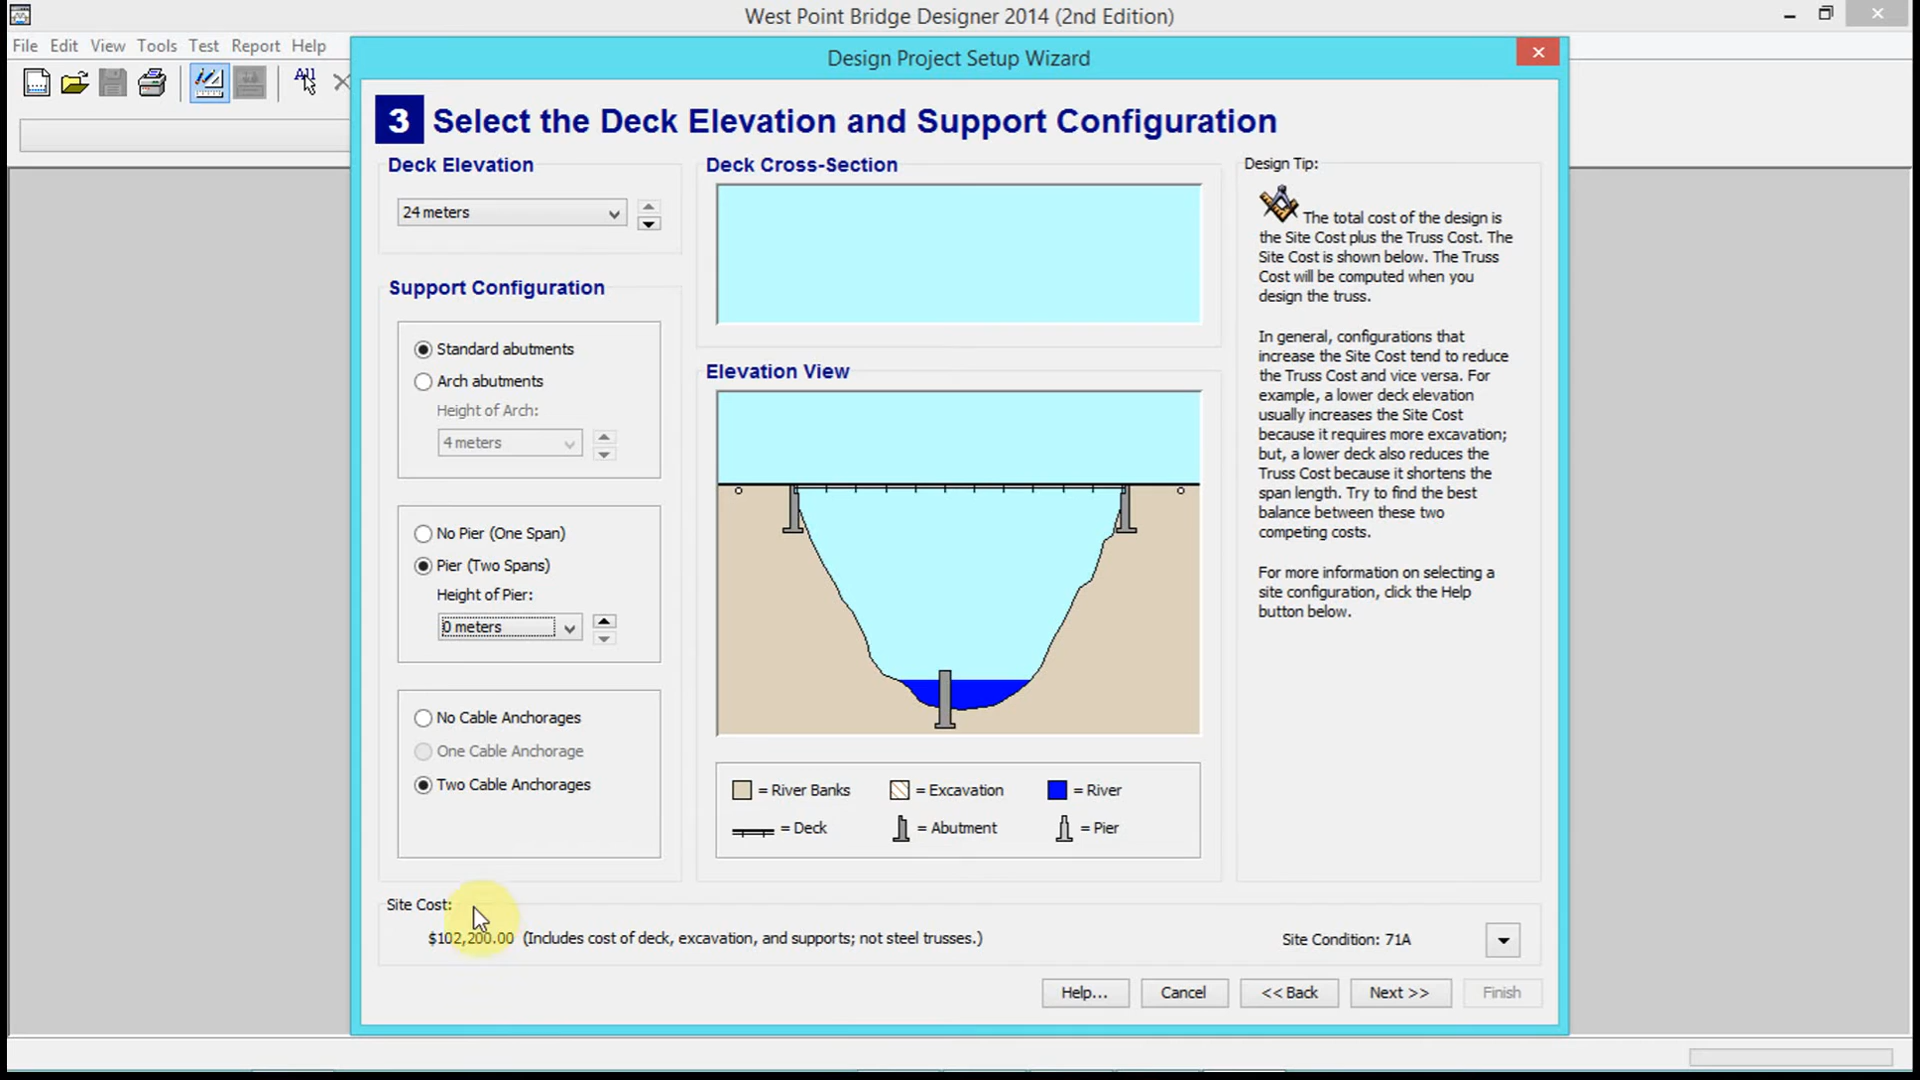 West Point Bridge Designer 2014 (2nd Edition)
File Edit View Tools Test Report Help
Design Project Setup Wizard
All
3 Select the Deck Elevation and Support Configuration
Deck Elevation
24 meters
Support Configuration
Standard abutments
Arch abutments
Height of Arch:
4 meters
No Pier (One Span)
Pier (Two Spans)
Height of Pier:
0 meters
No Cable Anchorages
One Cable Anchorage
Two Cable Anchorages
Deck Cross-Section
Elevation View
= River Banks
= Excavation
= River
= Deck
= Abutment
= Pier
Design Tip:
The total cost of the design is
the Site Cost plus the Truss Cost. The
Site Cost is shown below. The Truss
Cost will be computed when you
design the truss.
In general, configurations that
increase the Site Cost tend to reduce
the Truss Cost and vice versa. For
example, a lower deck elevation
usually increases the Site Cost
because it requires more excavation;
but, a lower deck also reduces the
Truss Cost because it shortens the
span length. Try to find the best
balance between these two
competing costs.
For more information on selecting a
site configuration, click the Help
button below.
Site Cost:
$102,200.00 (Includes cost of deck, excavation, and supports; not steel trusses.)
Site Condition: 71A
Help... Cancel << Back Next >> Finish